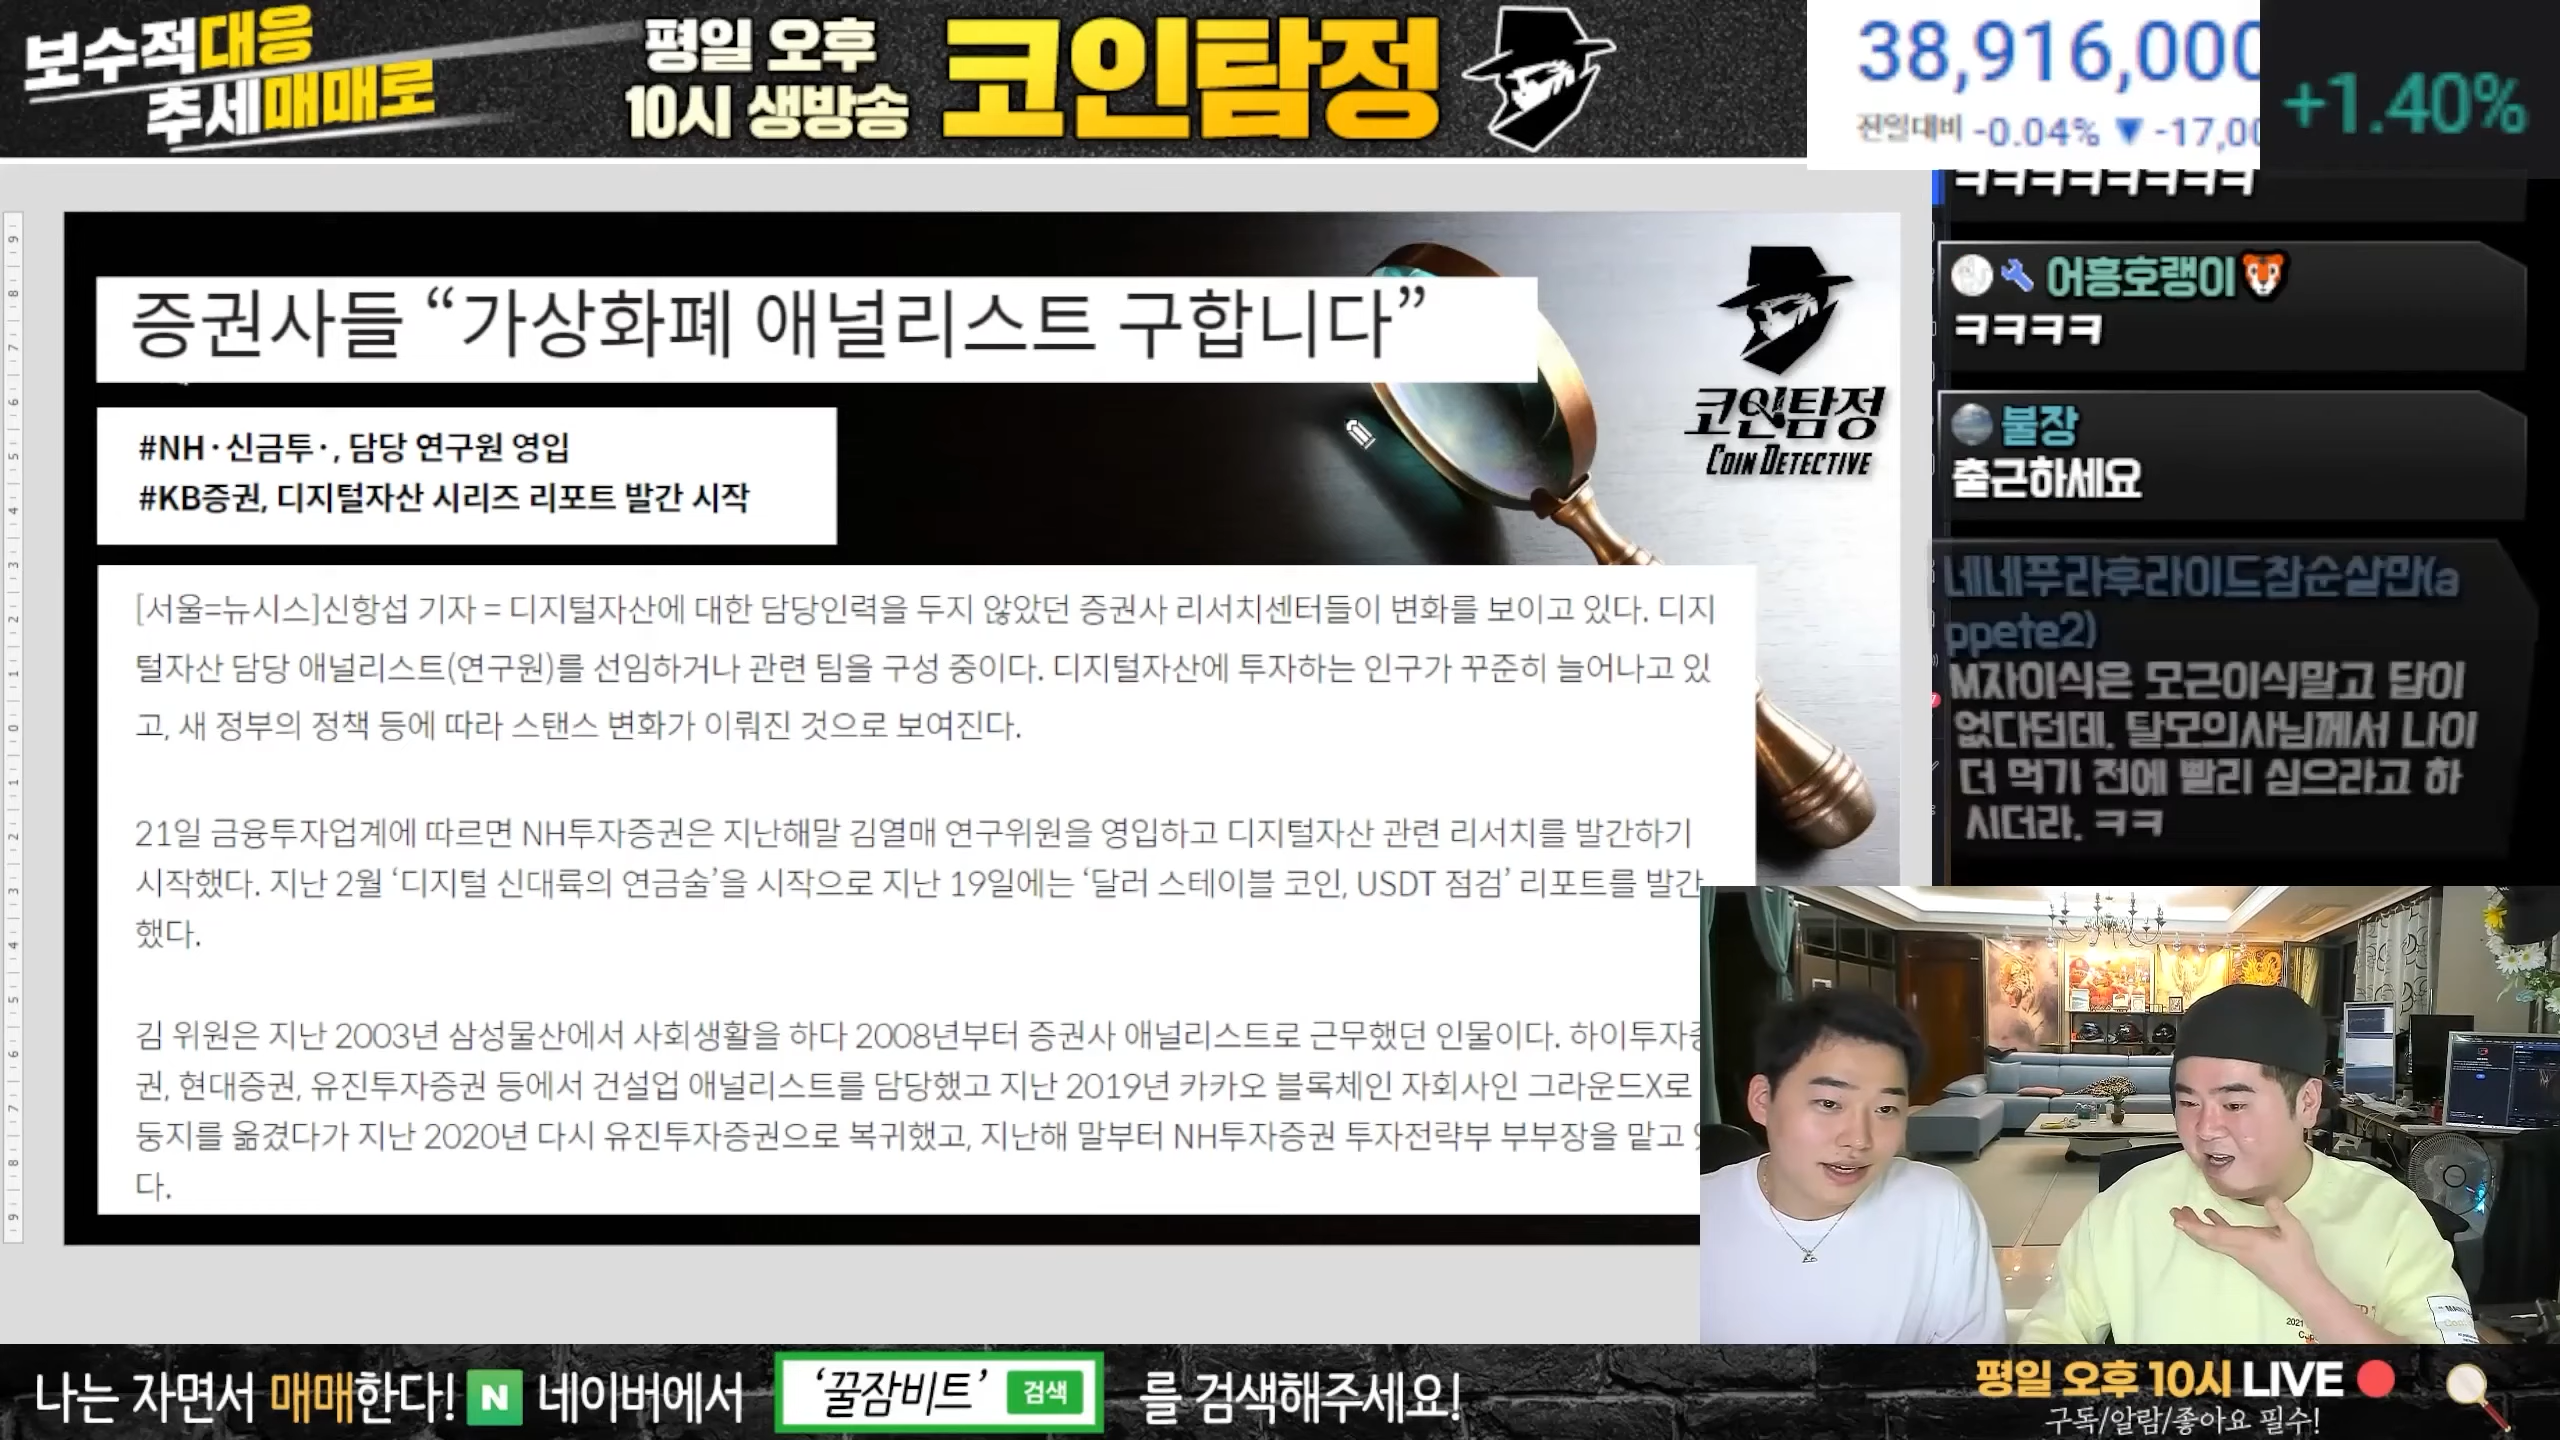 보수적대응
추세매매로
평일 오후
10시 생방송
코인탐정
38,916,000
전일대비 -0.04% ▼ -17,00
+1.40%
증권사들 “가상화폐 애널리스트 구합니다”
#NH·신금투·, 담당 연구원 영입
#KB증권, 디지털자산 시리즈 리포트 발간 시작
코인탐정
COIN DETECTIVE
[서울=뉴시스]신항섭 기자 = 디지털자산에 대한 담당인력을 두지 않았던 증권사 리서치센터들이 변화를 보이고 있다. 디지
털자산 담당 애널리스트(연구원)를 선임하거나 관련 팀을 구성 중이다. 디지털자산에 투자하는 인구가 꾸준히 늘어나고 있
고, 새 정부의 정책 등에 따라 스탠스 변화가 이뤄진 것으로 보여진다.
21일 금융투자업계에 따르면 NH투자증권은 지난해말 김열매 연구위원을 영입하고 디지털자산 관련 리서치를 발간하기
시작했다. 지난 2월 ‘디지털 신대륙의 연금술’을 시작으로 지난 19일에는 ‘달러 스테이블 코인, USDT 점검’ 리포트를 발간
했다.
김 위원은 지난 2003년 삼성물산에서 사회생활을 하다 2008년부터 증권사 애널리스트로 근무했던 인물이다. 하이투자증
권, 현대증권, 유진투자증권 등에서 건설업 애널리스트를 담당했고 지난 2019년 카카오 블록체인 자회사인 그라운드X로
둥지를 옮겼다가 지난 2020년 다시 유진투자증권으로 복귀했고, 지난해 말부터 NH투자증권 투자전략부 부부장을 맡고
다.
ㅋㅋㅋㅋㅋㅋㅋㅋ
어흥호랭이
ㅋㅋㅋㅋ
불장
출근하세요
네네푸라후라이드참순살만(a
ppete2)
M자이식은 모근이식말고 답이
없다던데. 탈모의사님께서 나이
더 먹기 전에 빨리 심으라고 하
시더라. ㅋㅋ
2021
나는 자면서 매매한다! N 네이버에서 ‘꿀잠비트’ 검색 를 검색해주세요!
평일 오후 10시 LIVE
구독/알람/좋아요 필수!